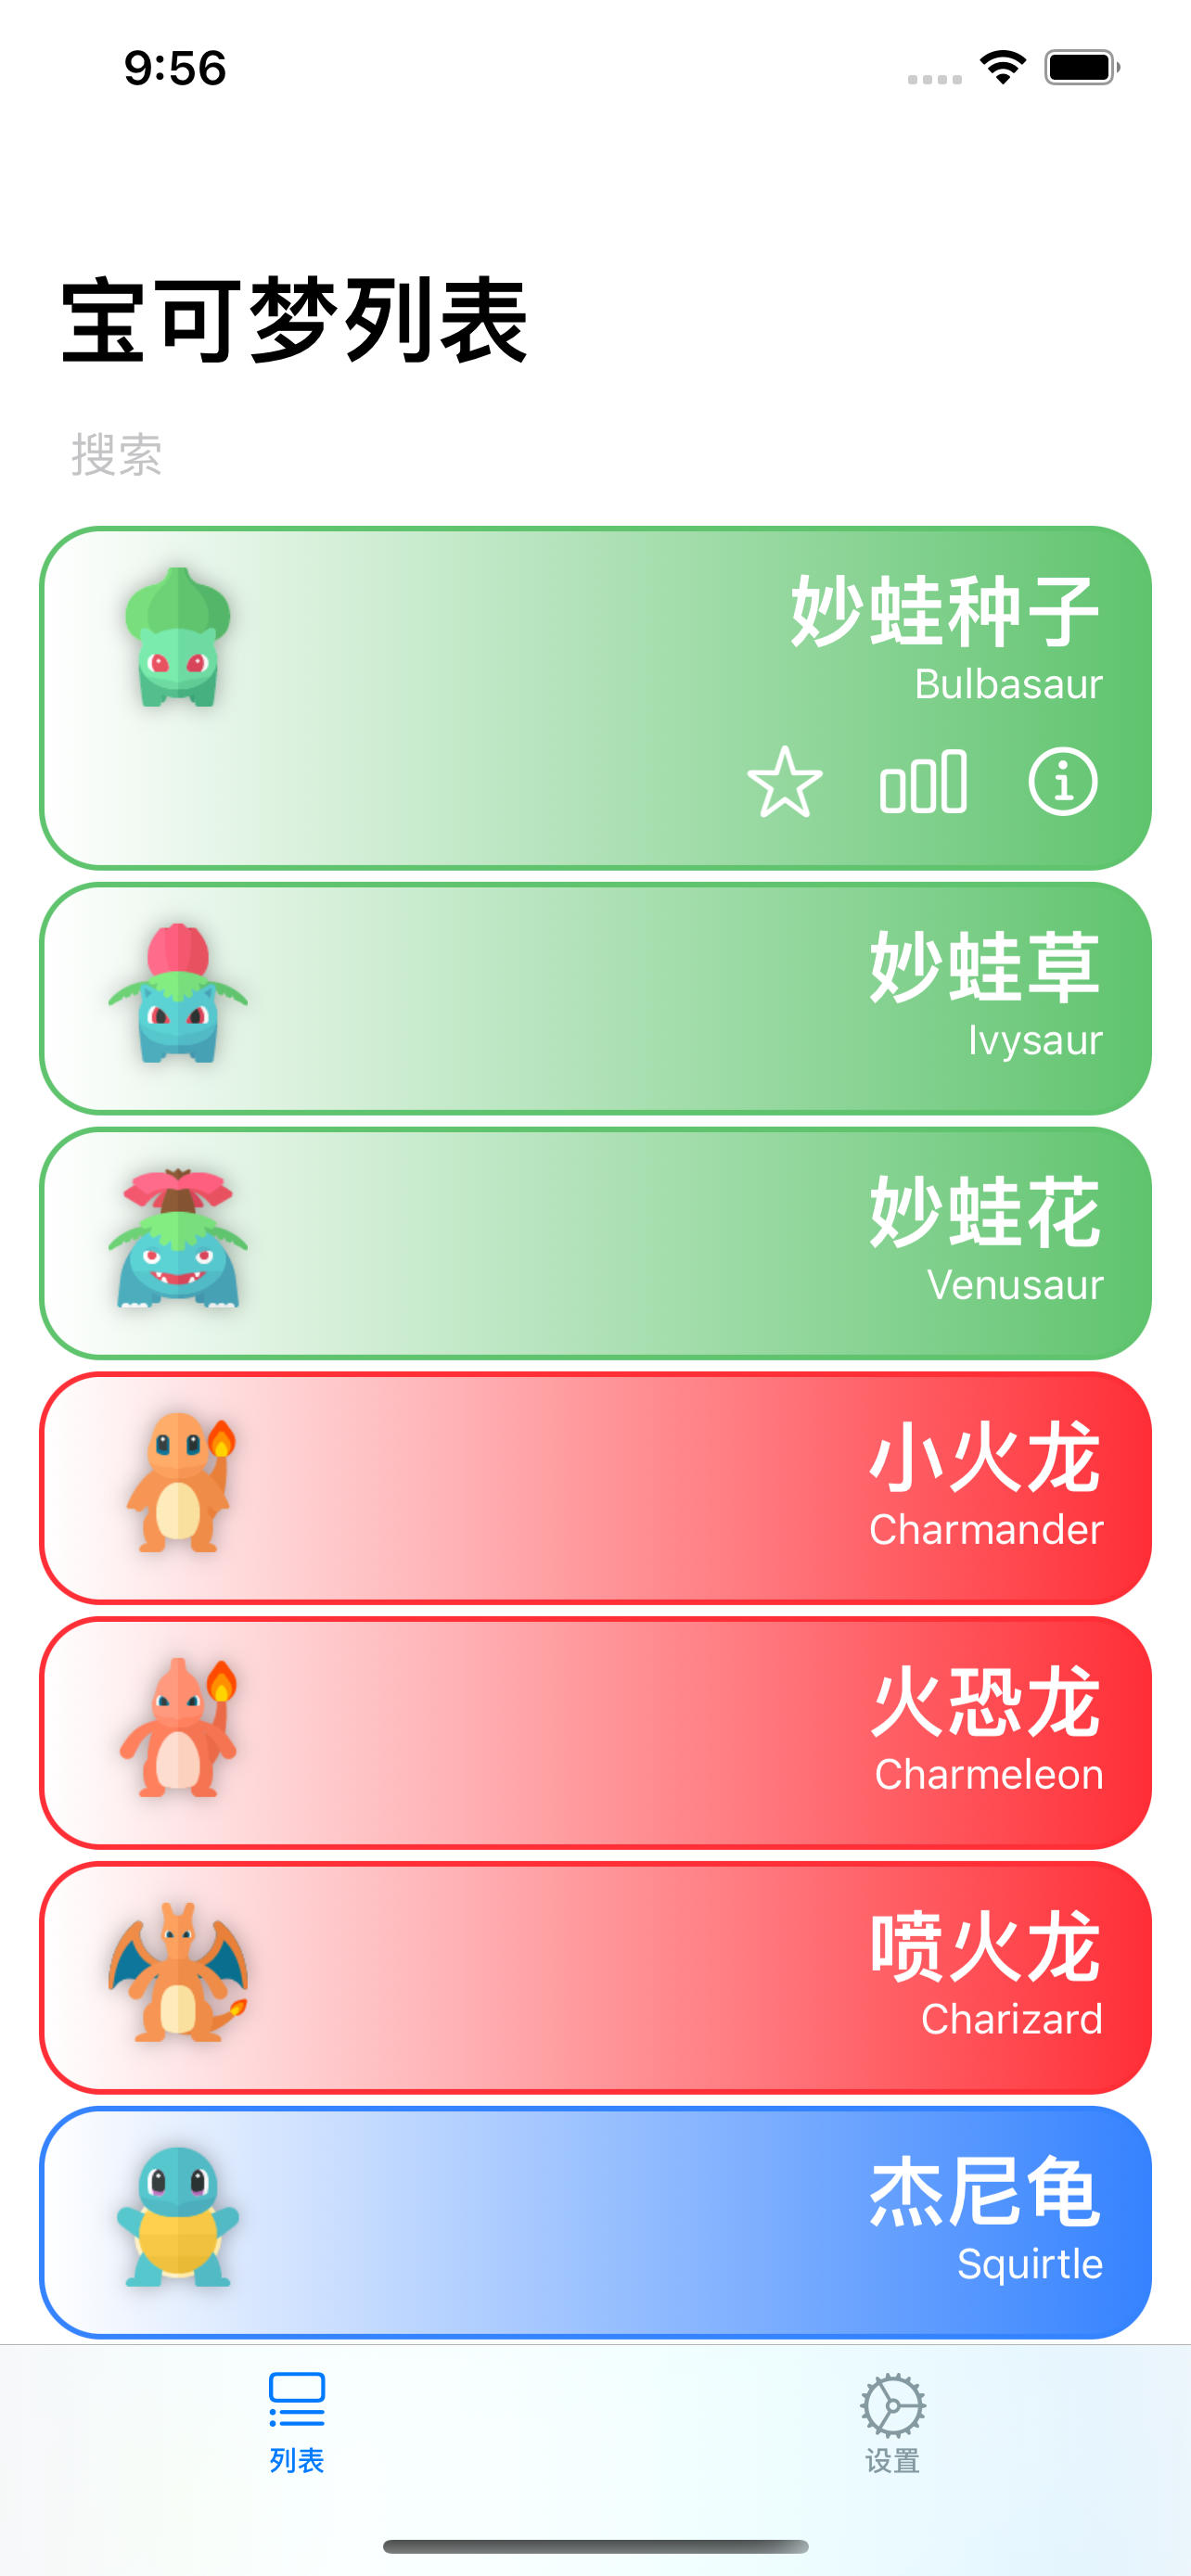 9:56
宝可梦列表
搜索
妙蛙种子
Bulbasaur
妙蛙草
Ivysaur
妙蛙花
Venusaur
小火龙
Charmander
火恐龙
Charmeleon
喷火龙
Charizard
杰尼龟
Squirtle
列表
设置